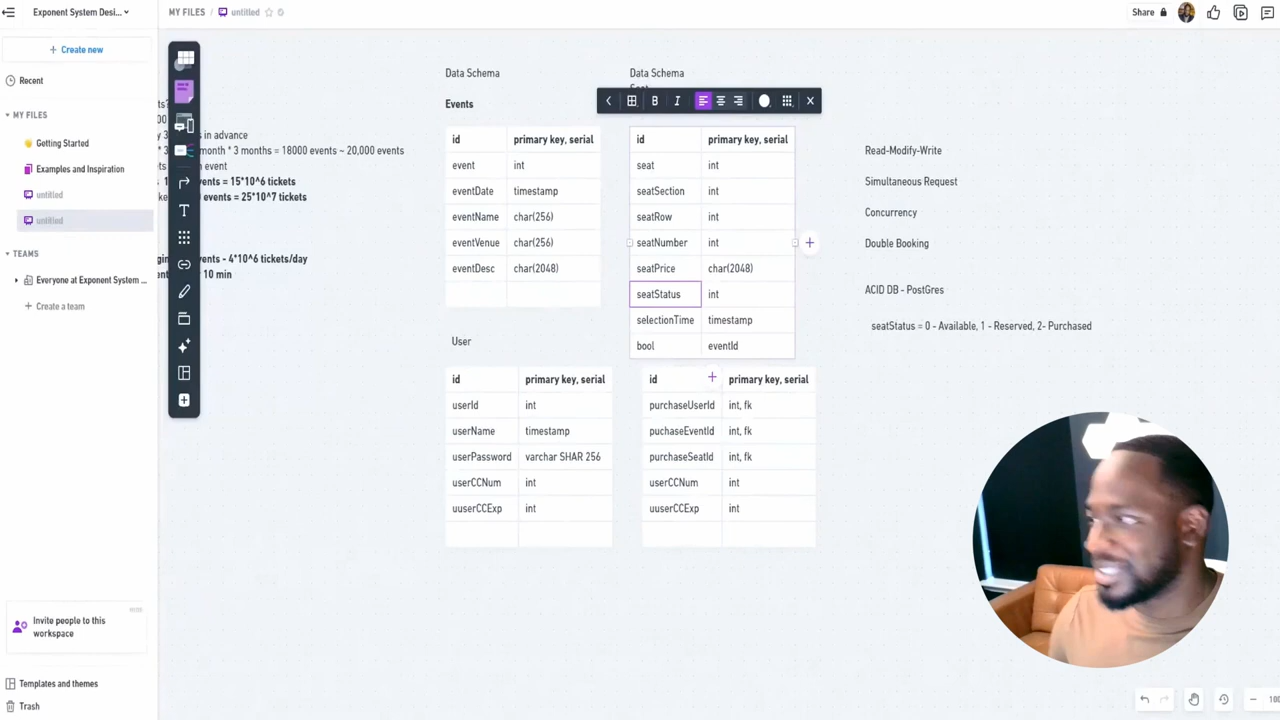 Exponent System Desi...
MY FILES / untitled
Share
+ Create new
Recent
MY FILES
Getting Started
Examples and Inspiration
untitled
untitled
TEAMS
Everyone at Exponent System ...
+ Create a team
Invite people to this
workspace
Templates and themes
Trash
in advance
month * 3 months = 18000 events ~ 20,000 events
event
events = 15*10^6 tickets
events = 25*10^7 tickets
- 4*10^6 tickets/day
10 min
Data Schema
Events
id primary key, serial
event int
eventDate timestamp
eventName char(256)
eventVenue char(256)
eventDesc char(2048)
Data Schema
B I
id primary key, serial
seat int
seatSection int
seatRow int
seatNumber int
seatPrice char(2048)
seatStatus int
selectionTime timestamp
bool eventId
User
id primary key, serial
userId int
userName timestamp
userPassword varchar SHAR 256
userCCNum int
uuserCCExp int
id primary key, serial
purchaseUserId int, fk
puchaseEventId int, fk
purchaseSeatId int, fk
userCCNum int
uuserCCExp int
Read-Modify-Write
Simultaneous Request
Concurrency
Double Booking
ACID DB - PostGres
seatStatus = 0 - Available, 1 - Reserved, 2- Purchased